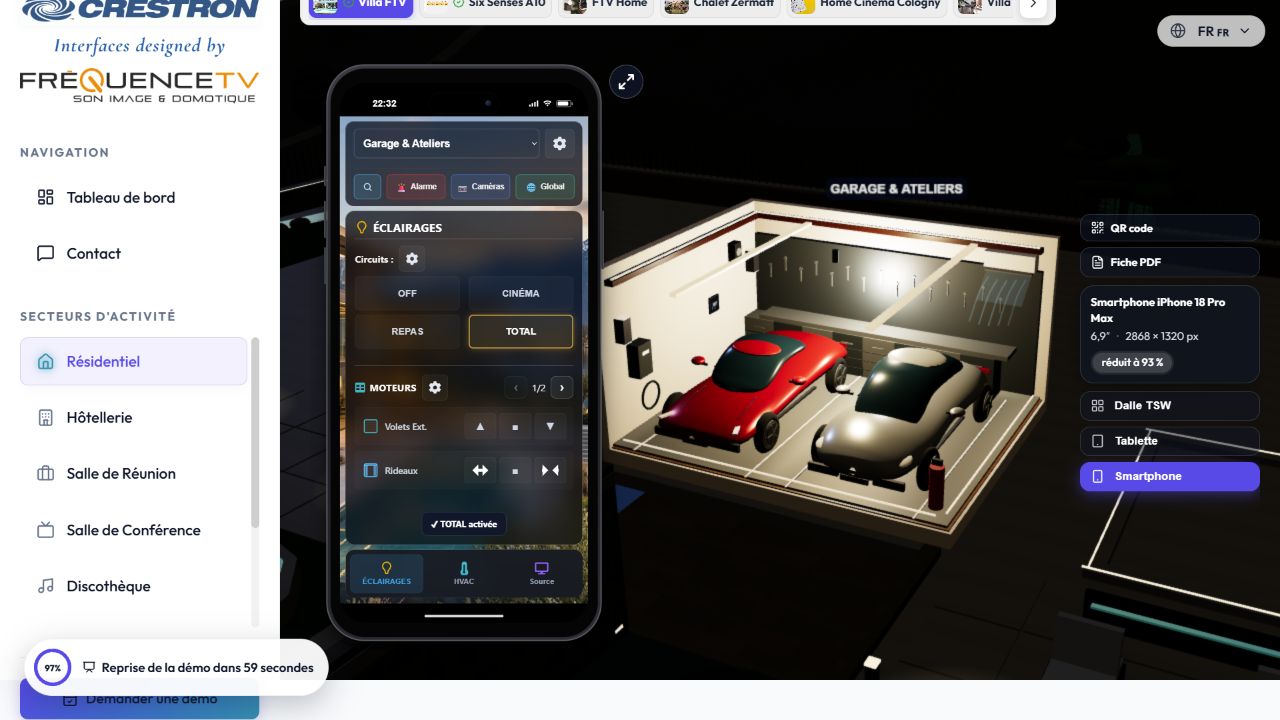 CRESTRON
Interfaces designed by
FRÉQUENCETV
SON IMAGE & DOMOTIQUE
NAVIGATION
Tableau de bord
Contact
SECTEURS D'ACTIVITÉ
Résidentiel
Hôtellerie
Salle de Réunion
Salle de Conférence
Discothèque
97%
Reprise de la démo dans 59 secondes
Demander une démo
Villa FTV
Six Senses A10
FTV Home
Chalet Zermatt
Home Cinema Cologny
Villa
FR FR
22:32
Garage & Ateliers
Alarme
Caméras
Global
ÉCLAIRAGES
Circuits :
OFF
CINÉMA
REPAS
TOTAL
MOTEURS
1/2
Volets Ext.
Rideaux
✓ TOTAL activée
ÉCLAIRAGES
HVAC
Source
GARAGE & ATELIERS
QR code
Fiche PDF
Smartphone iPhone 18 Pro
Max
6,9" · 2868 × 1320 px
réduit à 93 %
Dalle TSW
Tablette
Smartphone